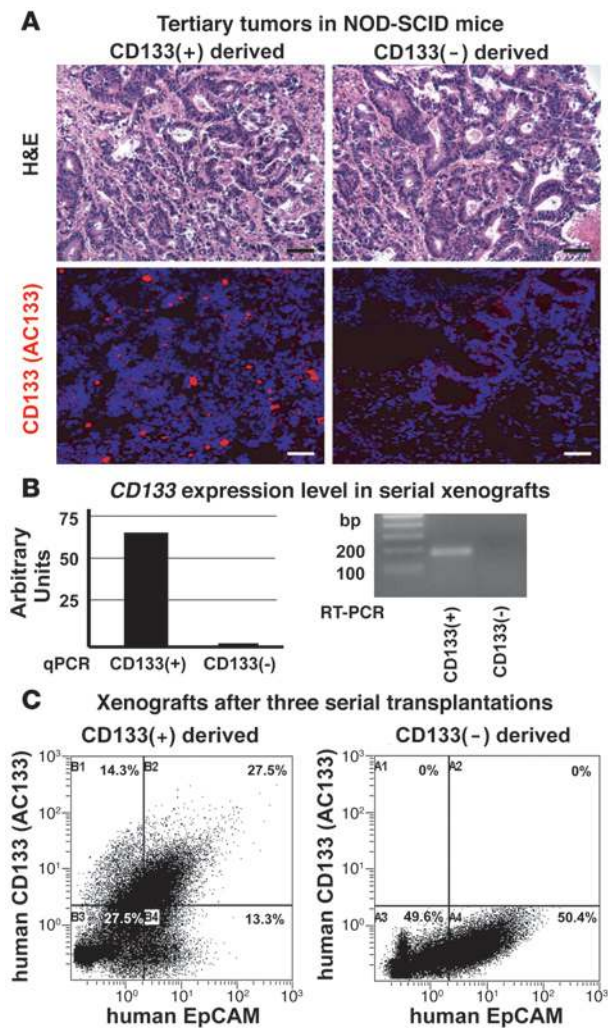 A Tertiary tumors in NOD-SCID mice
CD133(+) derived CD133(-) derived
H&E
CD133 (AC133)
B CD133 expression level in serial xenografts
Arbitrary
Units
75
50
25
qPCR CD133(+) CD133(-)
bp
200
100
RT-PCR
CD133(+)
CD133(-)
C Xenografts after three serial transplantations
CD133(+) derived CD133(-) derived
human CD133 (AC133)
10³
10²
10¹
10⁰
B1 14.3% B2 27.5%
B3 27.5% B4 13.3%
10⁰ 10¹ 10² 10³
human EpCAM
human CD133 (AC133)
10³
10²
10¹
10⁰
A1 0% A2 0%
A3 49.6% A4 50.4%
10⁰ 10¹ 10² 10³
human EpCAM